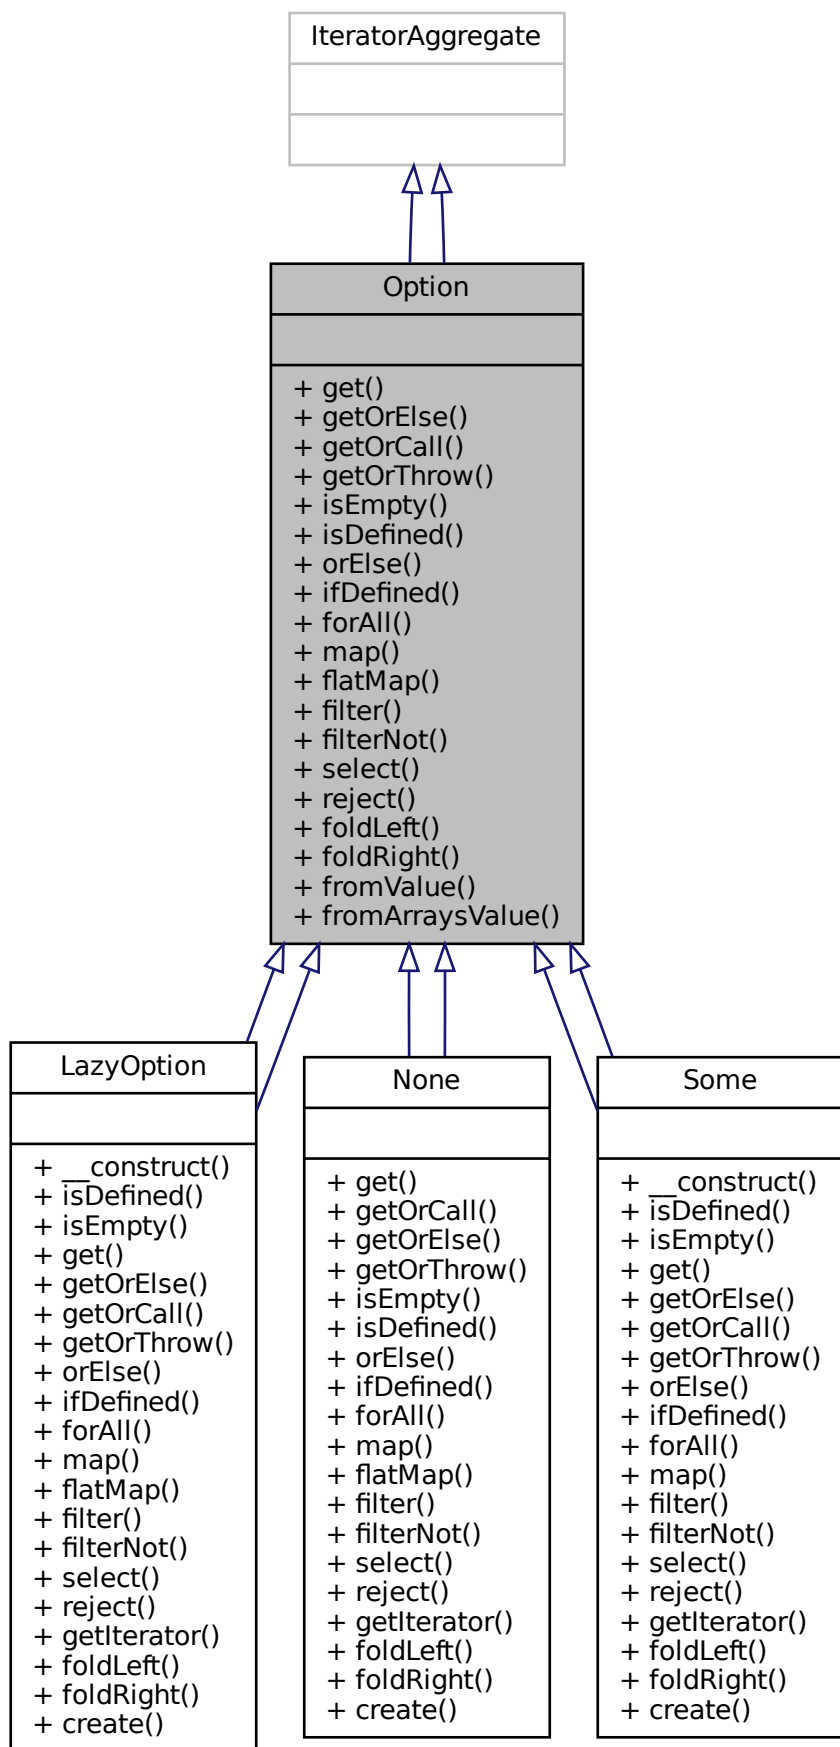 IteratorAggregate
Option
+ get()
+ getOrElse()
+ getOrCall()
+ getOrThrow()
+ isEmpty()
+ isDefined()
+ orElse()
+ ifDefined()
+ forAll()
+ map()
+ flatMap()
+ filter()
+ filterNot()
+ select()
+ reject()
+ foldLeft()
+ foldRight()
+ fromValue()
+ fromArraysValue()
LazyOption
+ __construct()
+ isDefined()
+ isEmpty()
+ get()
+ getOrElse()
+ getOrCall()
+ getOrThrow()
+ orElse()
+ ifDefined()
+ forAll()
+ map()
+ flatMap()
+ filter()
+ filterNot()
+ select()
+ reject()
+ getIterator()
+ foldLeft()
+ foldRight()
+ create()
None
+ get()
+ getOrCall()
+ getOrElse()
+ getOrThrow()
+ isEmpty()
+ isDefined()
+ orElse()
+ ifDefined()
+ forAll()
+ map()
+ flatMap()
+ filter()
+ filterNot()
+ select()
+ reject()
+ getIterator()
+ foldLeft()
+ foldRight()
+ create()
Some
+ __construct()
+ isDefined()
+ isEmpty()
+ get()
+ getOrElse()
+ getOrCall()
+ getOrThrow()
+ orElse()
+ ifDefined()
+ forAll()
+ map()
+ filter()
+ filterNot()
+ select()
+ reject()
+ getIterator()
+ foldLeft()
+ foldRight()
+ create()